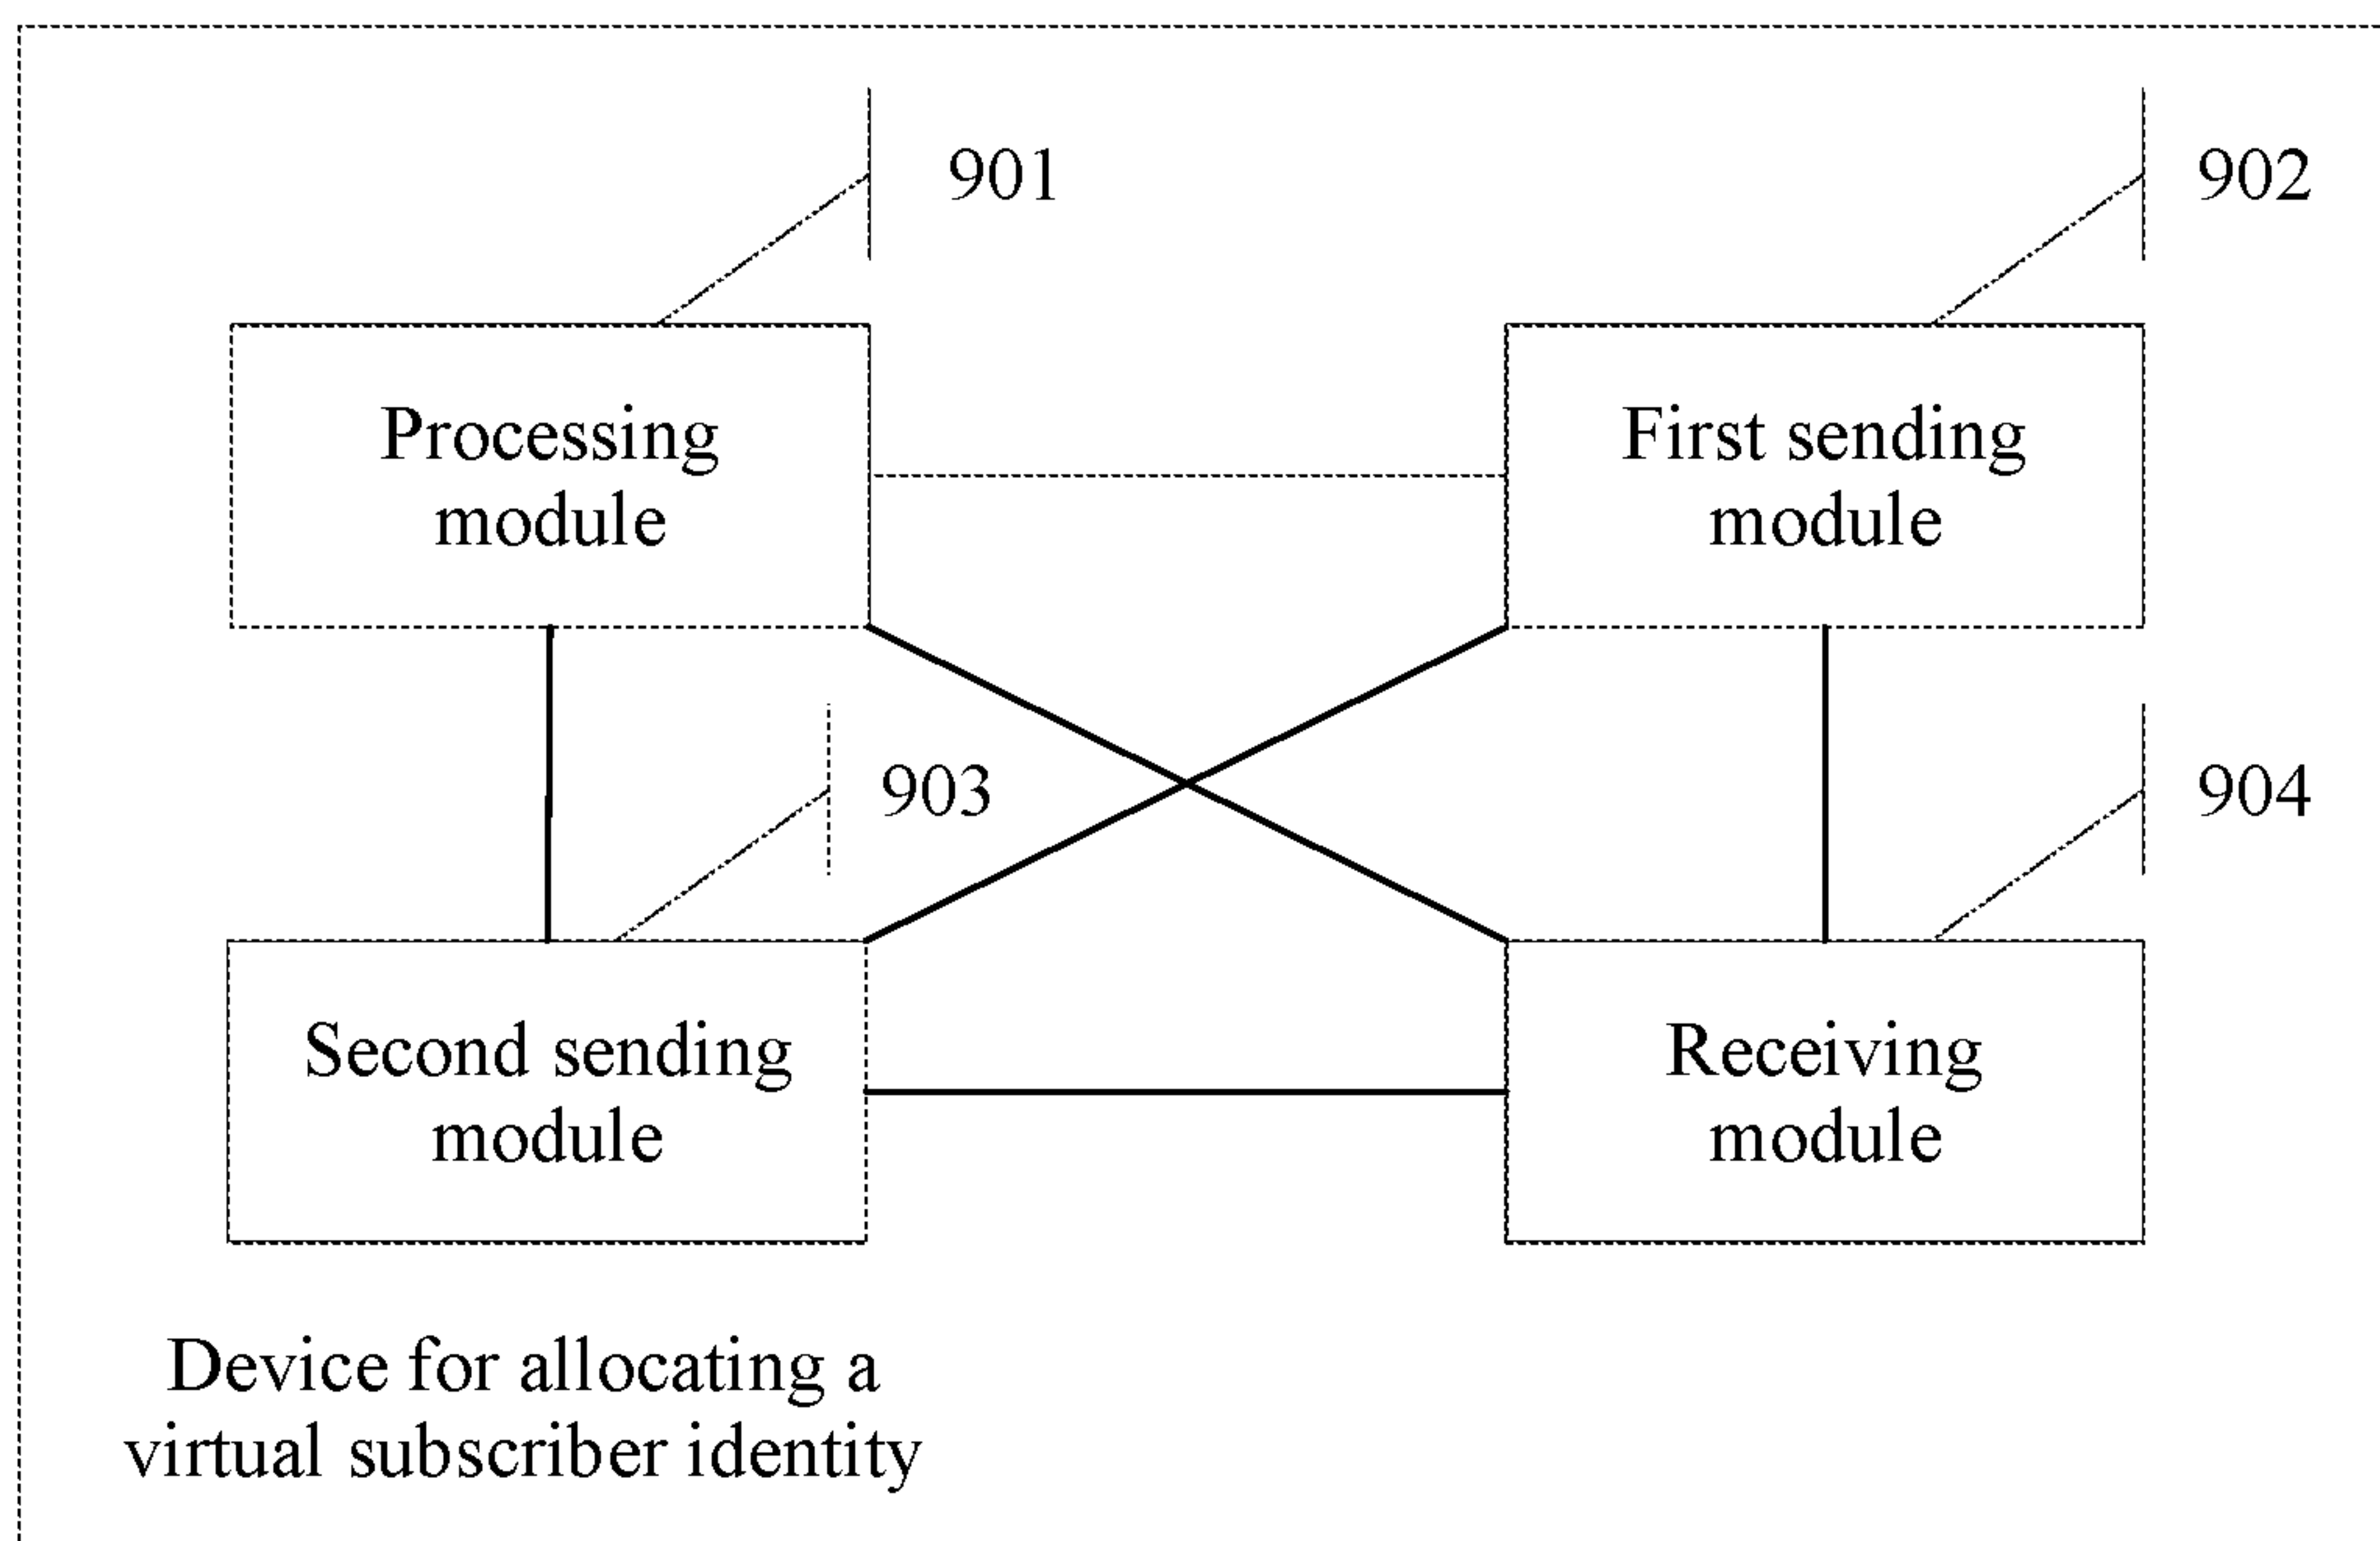 901
902
Processing
module
First sending
module
903
904
Second sending
module
Receiving
module
Device for allocating a
virtual subscriber identity